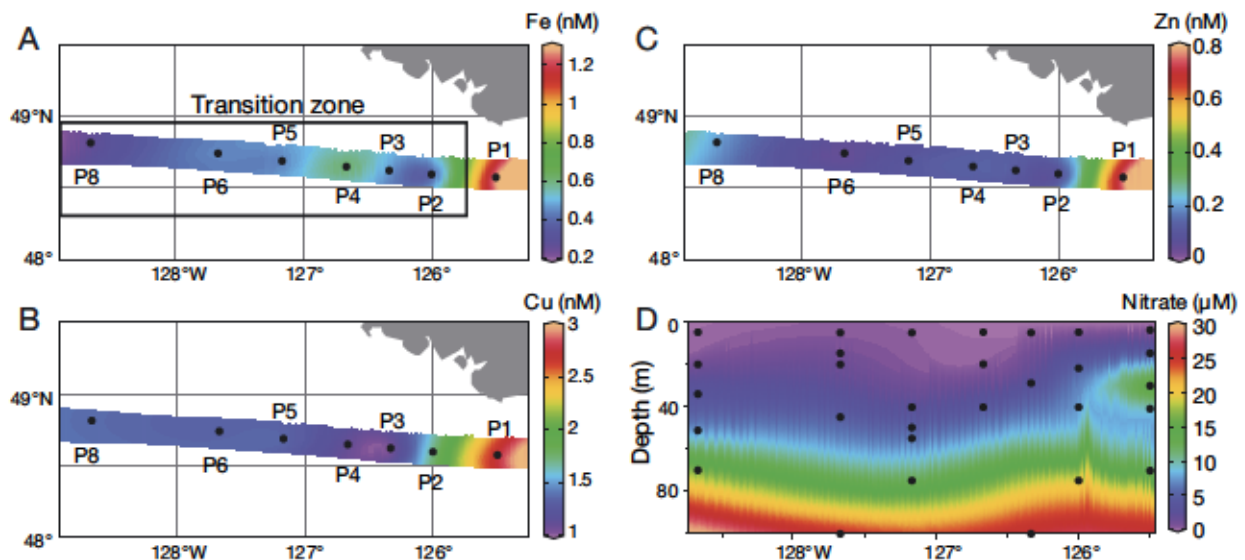 A
Fe (nM)
Transition zone
49°N
48°
P8
P6
P5
P4
P3
P2
P1
128°W
127°
126°
1.2
1
0.8
0.6
0.4
0.2
C
Zn (nM)
49°N
48°
P8
P6
P5
P4
P3
P2
P1
128°W
127°
126°
0.8
0.6
0.4
0.2
0
B
Cu (nM)
49°N
48°
P8
P6
P5
P4
P3
P2
P1
128°W
127°
126°
3
2.5
2
1.5
1
D
Nitrate (µM)
Depth (m)
0
40
80
128°W
127°
126°
30
25
20
15
10
5
0